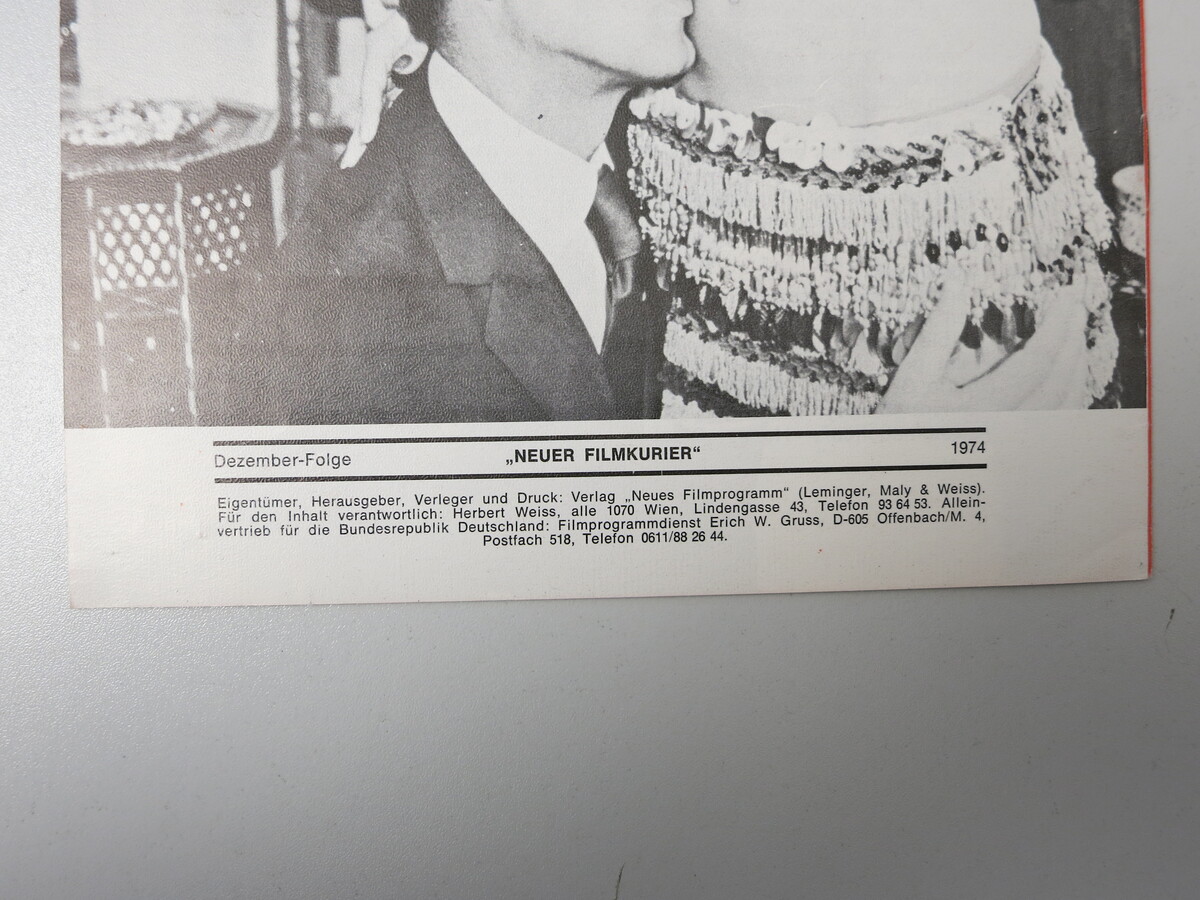 Dezember-Folge „NEUER FILMKURIER“ 1974
Eigentümer, Herausgeber, Verleger und Druck: Verlag „Neues Filmprogramm“ (Leminger, Maly & Weiss).
Für den Inhalt verantwortlich: Herbert Weiss, alle 1070 Wien, Lindengasse 43, Telefon 93 64 53. Allein-
vertrieb für die Bundesrepublik Deutschland: Filmprogrammdienst Erich W. Gruss, D-605 Offenbach/M. 4,
Postfach 518, Telefon 0611/88 26 44.